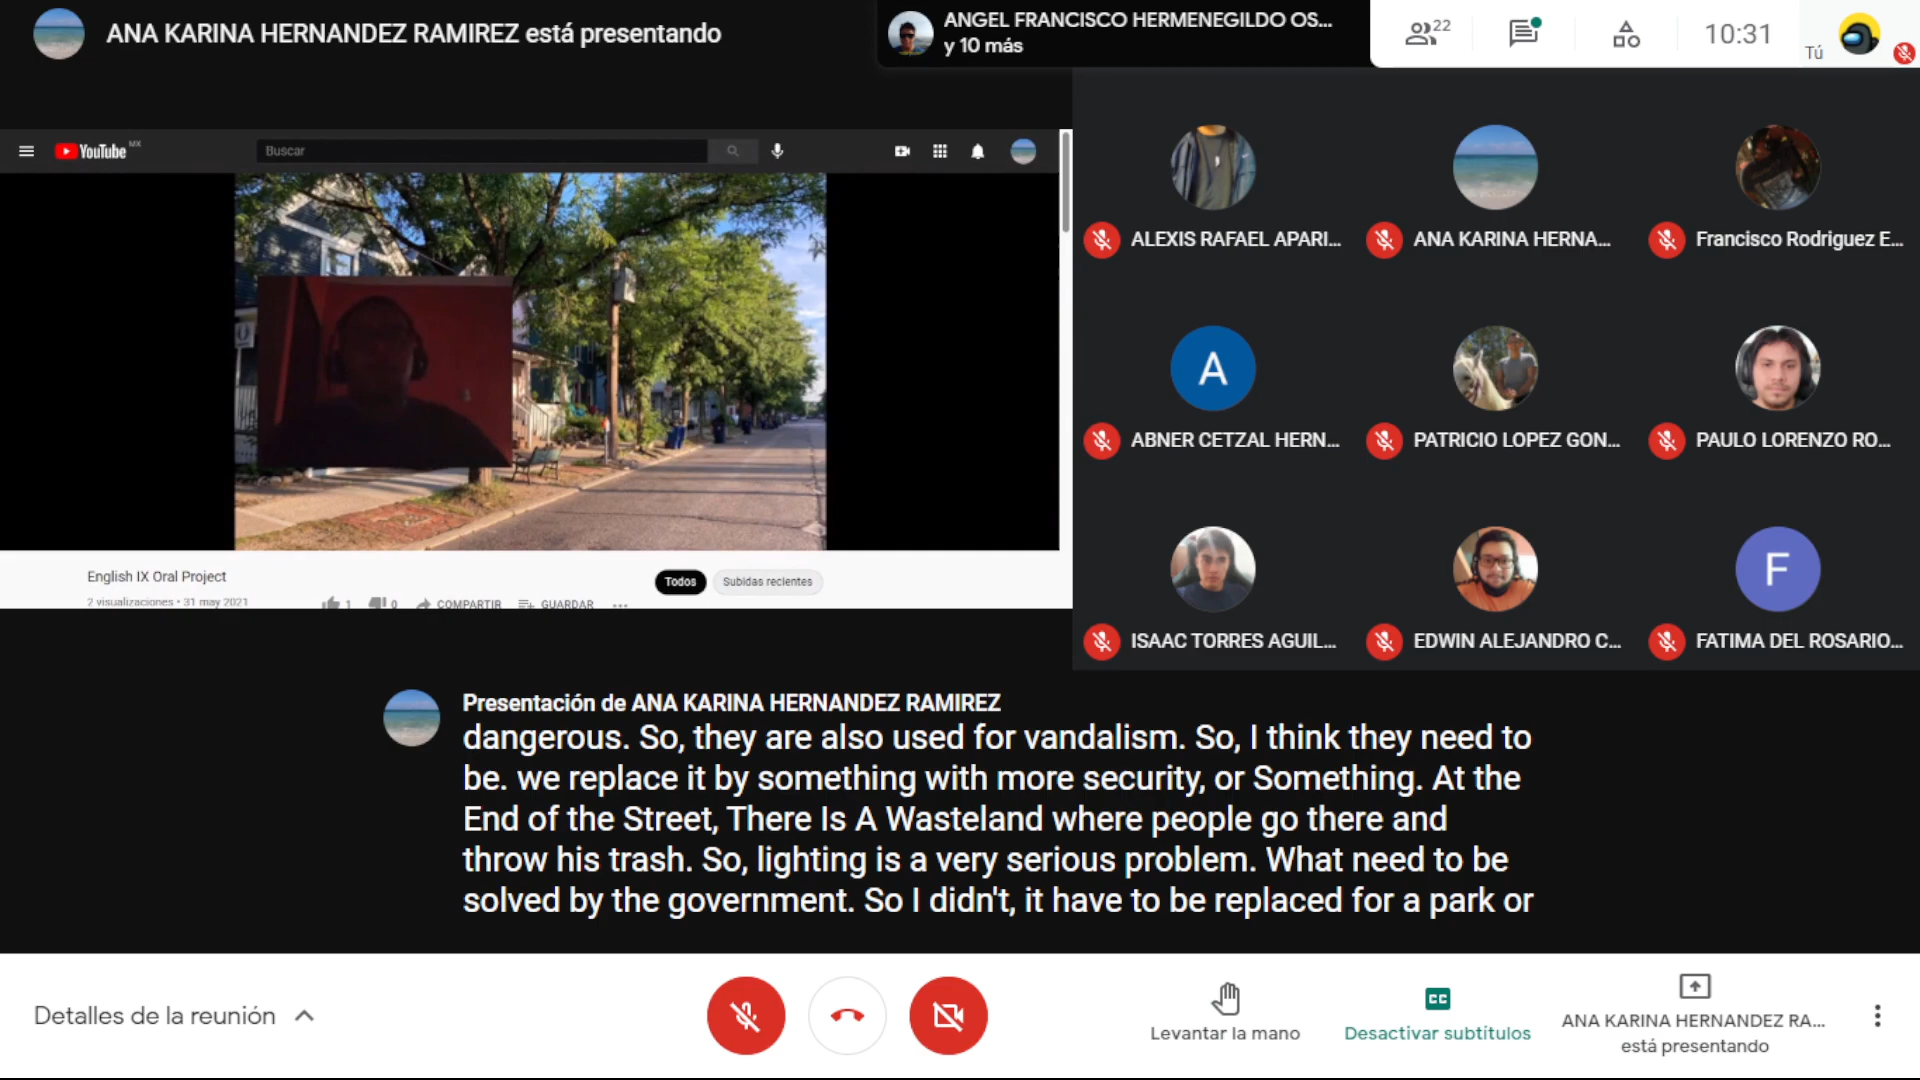 ANA KARINA HERNANDEZ RAMIREZ está presentando
ANGEL FRANCISCO HERMENEGILDO OS...
y 10 más
22
10:31
Tú
YouTube MX
Buscar
English IX Oral Project
2 visualizaciones • 31 may 2021
1
0
COMPARTIR
GUARDAR
Todos
Subidas recientes
ALEXIS RAFAEL APARI...
ANA KARINA HERNA...
Francisco Rodriguez E...
A
ABNER CETZAL HERN...
PATRICIO LOPEZ GON...
PAULO LORENZO RO...
ISAAC TORRES AGUIL...
EDWIN ALEJANDRO C...
F
FATIMA DEL ROSARIO...
Presentación de ANA KARINA HERNANDEZ RAMIREZ
dangerous. So, they are also used for vandalism. So, I think they need to
be. we replace it by something with more security, or Something. At the
End of the Street, There Is A Wasteland where people go there and
throw his trash. So, lighting is a very serious problem. What need to be
solved by the government. So I didn't, it have to be replaced for a park or
Detalles de la reunión
Levantar la mano
CC
Desactivar subtítulos
ANA KARINA HERNANDEZ RA...
está presentando